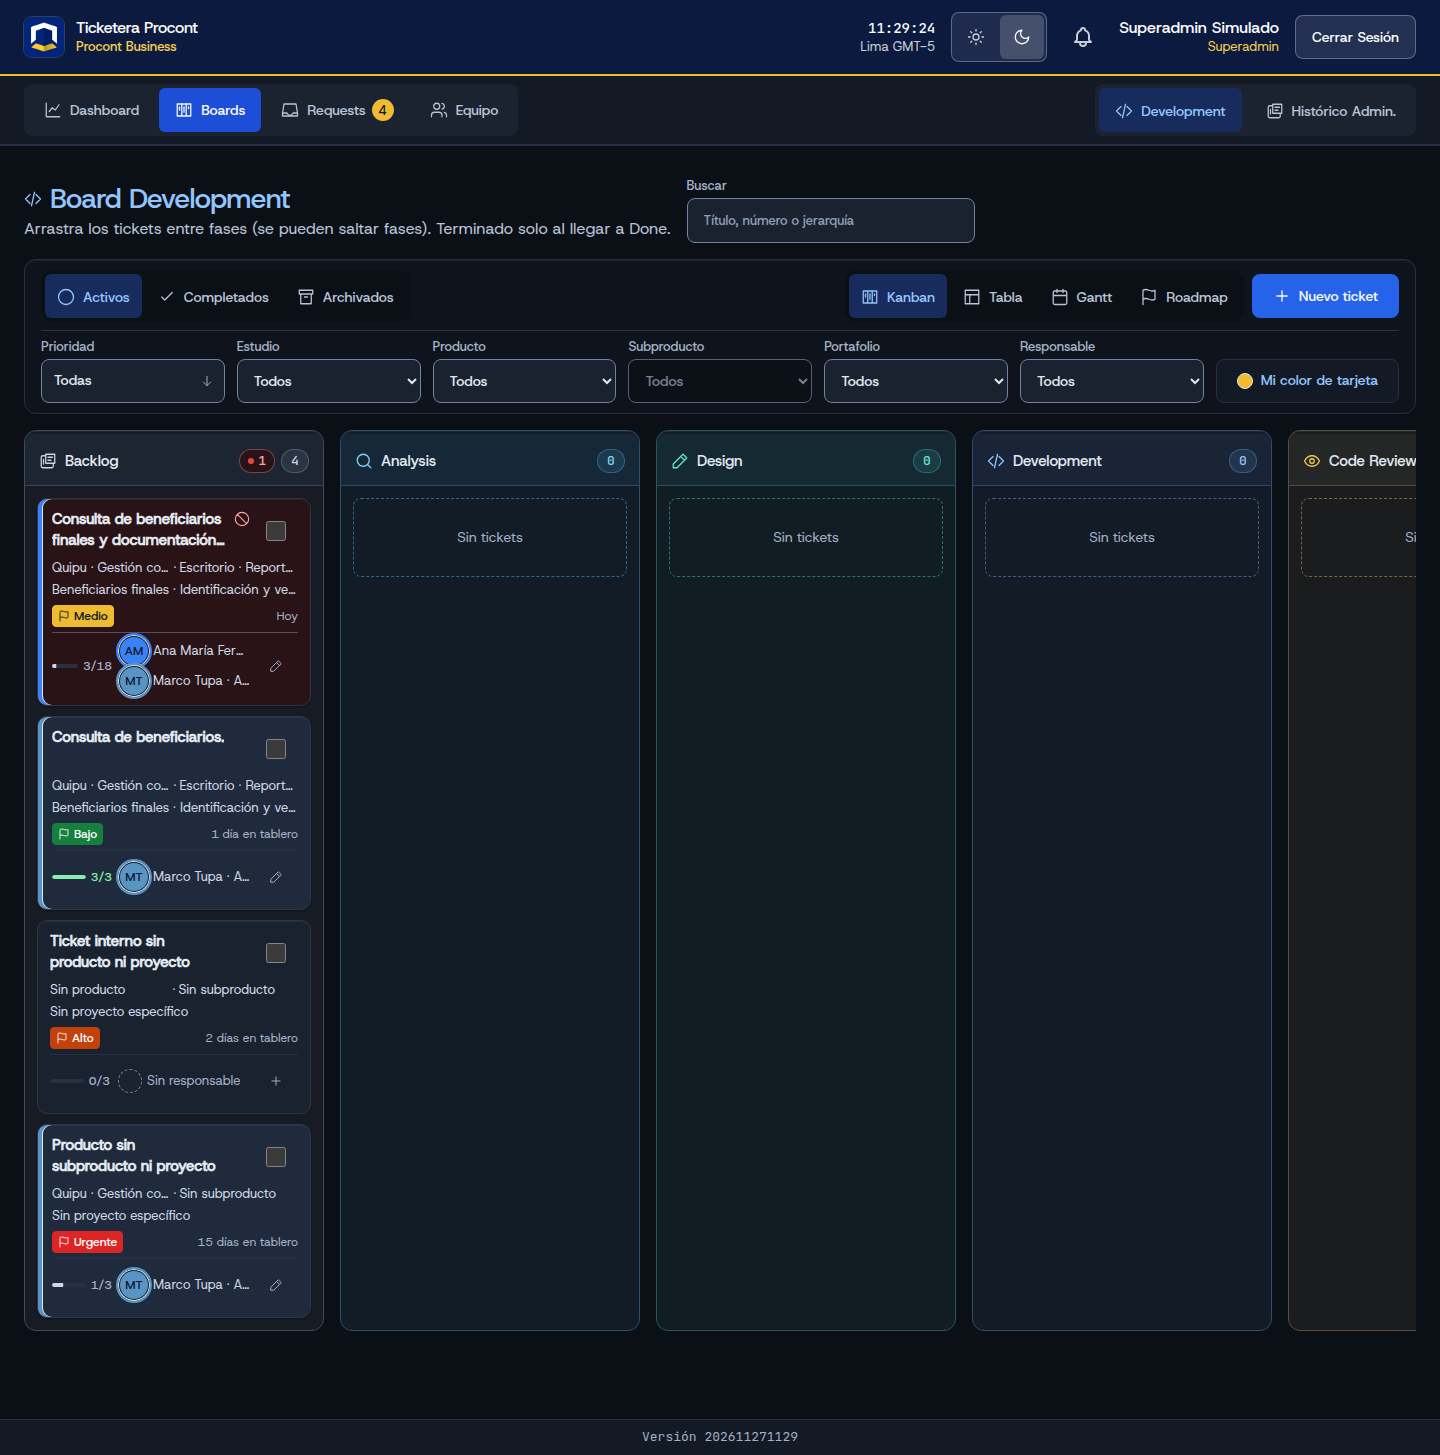 Ticketera Procont
Procont Business
11:29:24
Lima GMT-5
Superadmin Simulado
Superadmin
Cerrar Sesión
Dashboard
Boards
Requests 4
Equipo
Development
Histórico Admin.
Board Development
Arrastra los tickets entre fases (se pueden saltar fases). Terminado solo al llegar a Done.
Buscar
Título, número o jerarquía
Activos
Completados
Archivados
Kanban
Tabla
Gantt
Roadmap
Nuevo ticket
Prioridad
Todas
Estudio
Todos
Producto
Todos
Subproducto
Todos
Portafolio
Todos
Responsable
Todos
Mi color de tarjeta
Backlog
1
4
Consulta de beneficiarios
finales y documentación…
Quipu · Gestión co… · Escritorio · Report…
Beneficiarios finales · Identificación y ve…
Medio
Hoy
3/18
AM Ana María Fer…
MT Marco Tupa · A…
Consulta de beneficiarios.
Quipu · Gestión co… · Escritorio · Report…
Beneficiarios finales · Identificación y ve…
Bajo
1 día en tablero
3/3
MT Marco Tupa · A…
Ticket interno sin
producto ni proyecto
Sin producto · Sin subproducto
Sin proyecto específico
Alto
2 días en tablero
0/3
Sin responsable
Producto sin
subproducto ni proyecto
Quipu · Gestión co… · Sin subproducto
Sin proyecto específico
Urgente
15 días en tablero
1/3
MT Marco Tupa · A…
Analysis
0
Sin tickets
Design
0
Sin tickets
Development
0
Sin tickets
Code Review
Si
Versión 202611271129